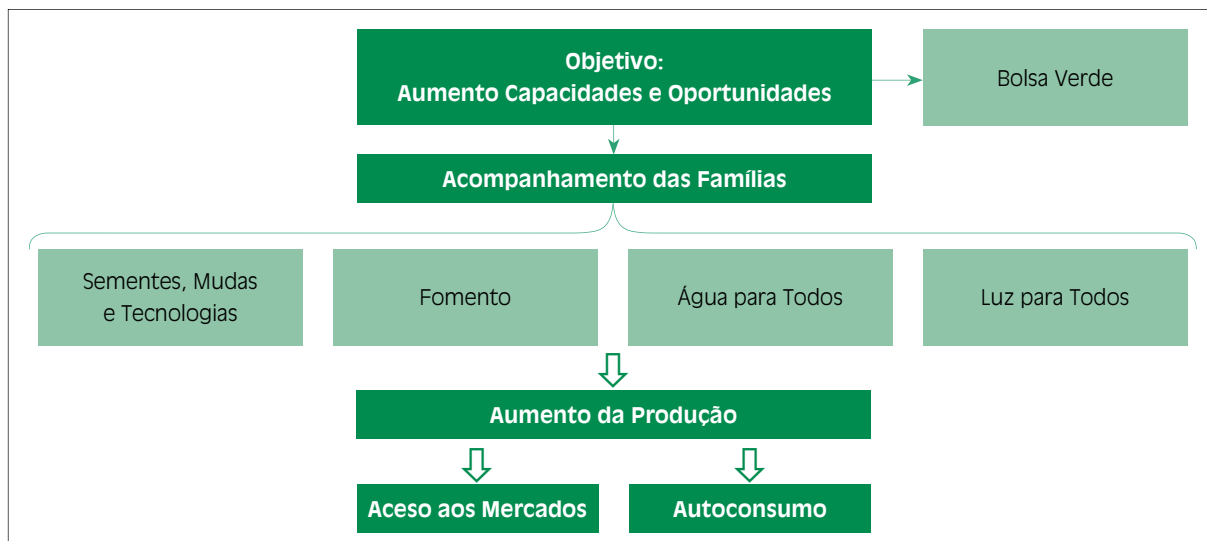 Objetivo:
Aumento Capacidades e Oportunidades
Bolsa Verde
Acompanhamento das Famílias
Sementes, Mudas
e Tecnologias
Fomento
Água para Todos
Luz para Todos
Aumento da Produção
Aceso aos Mercados
Autoconsumo